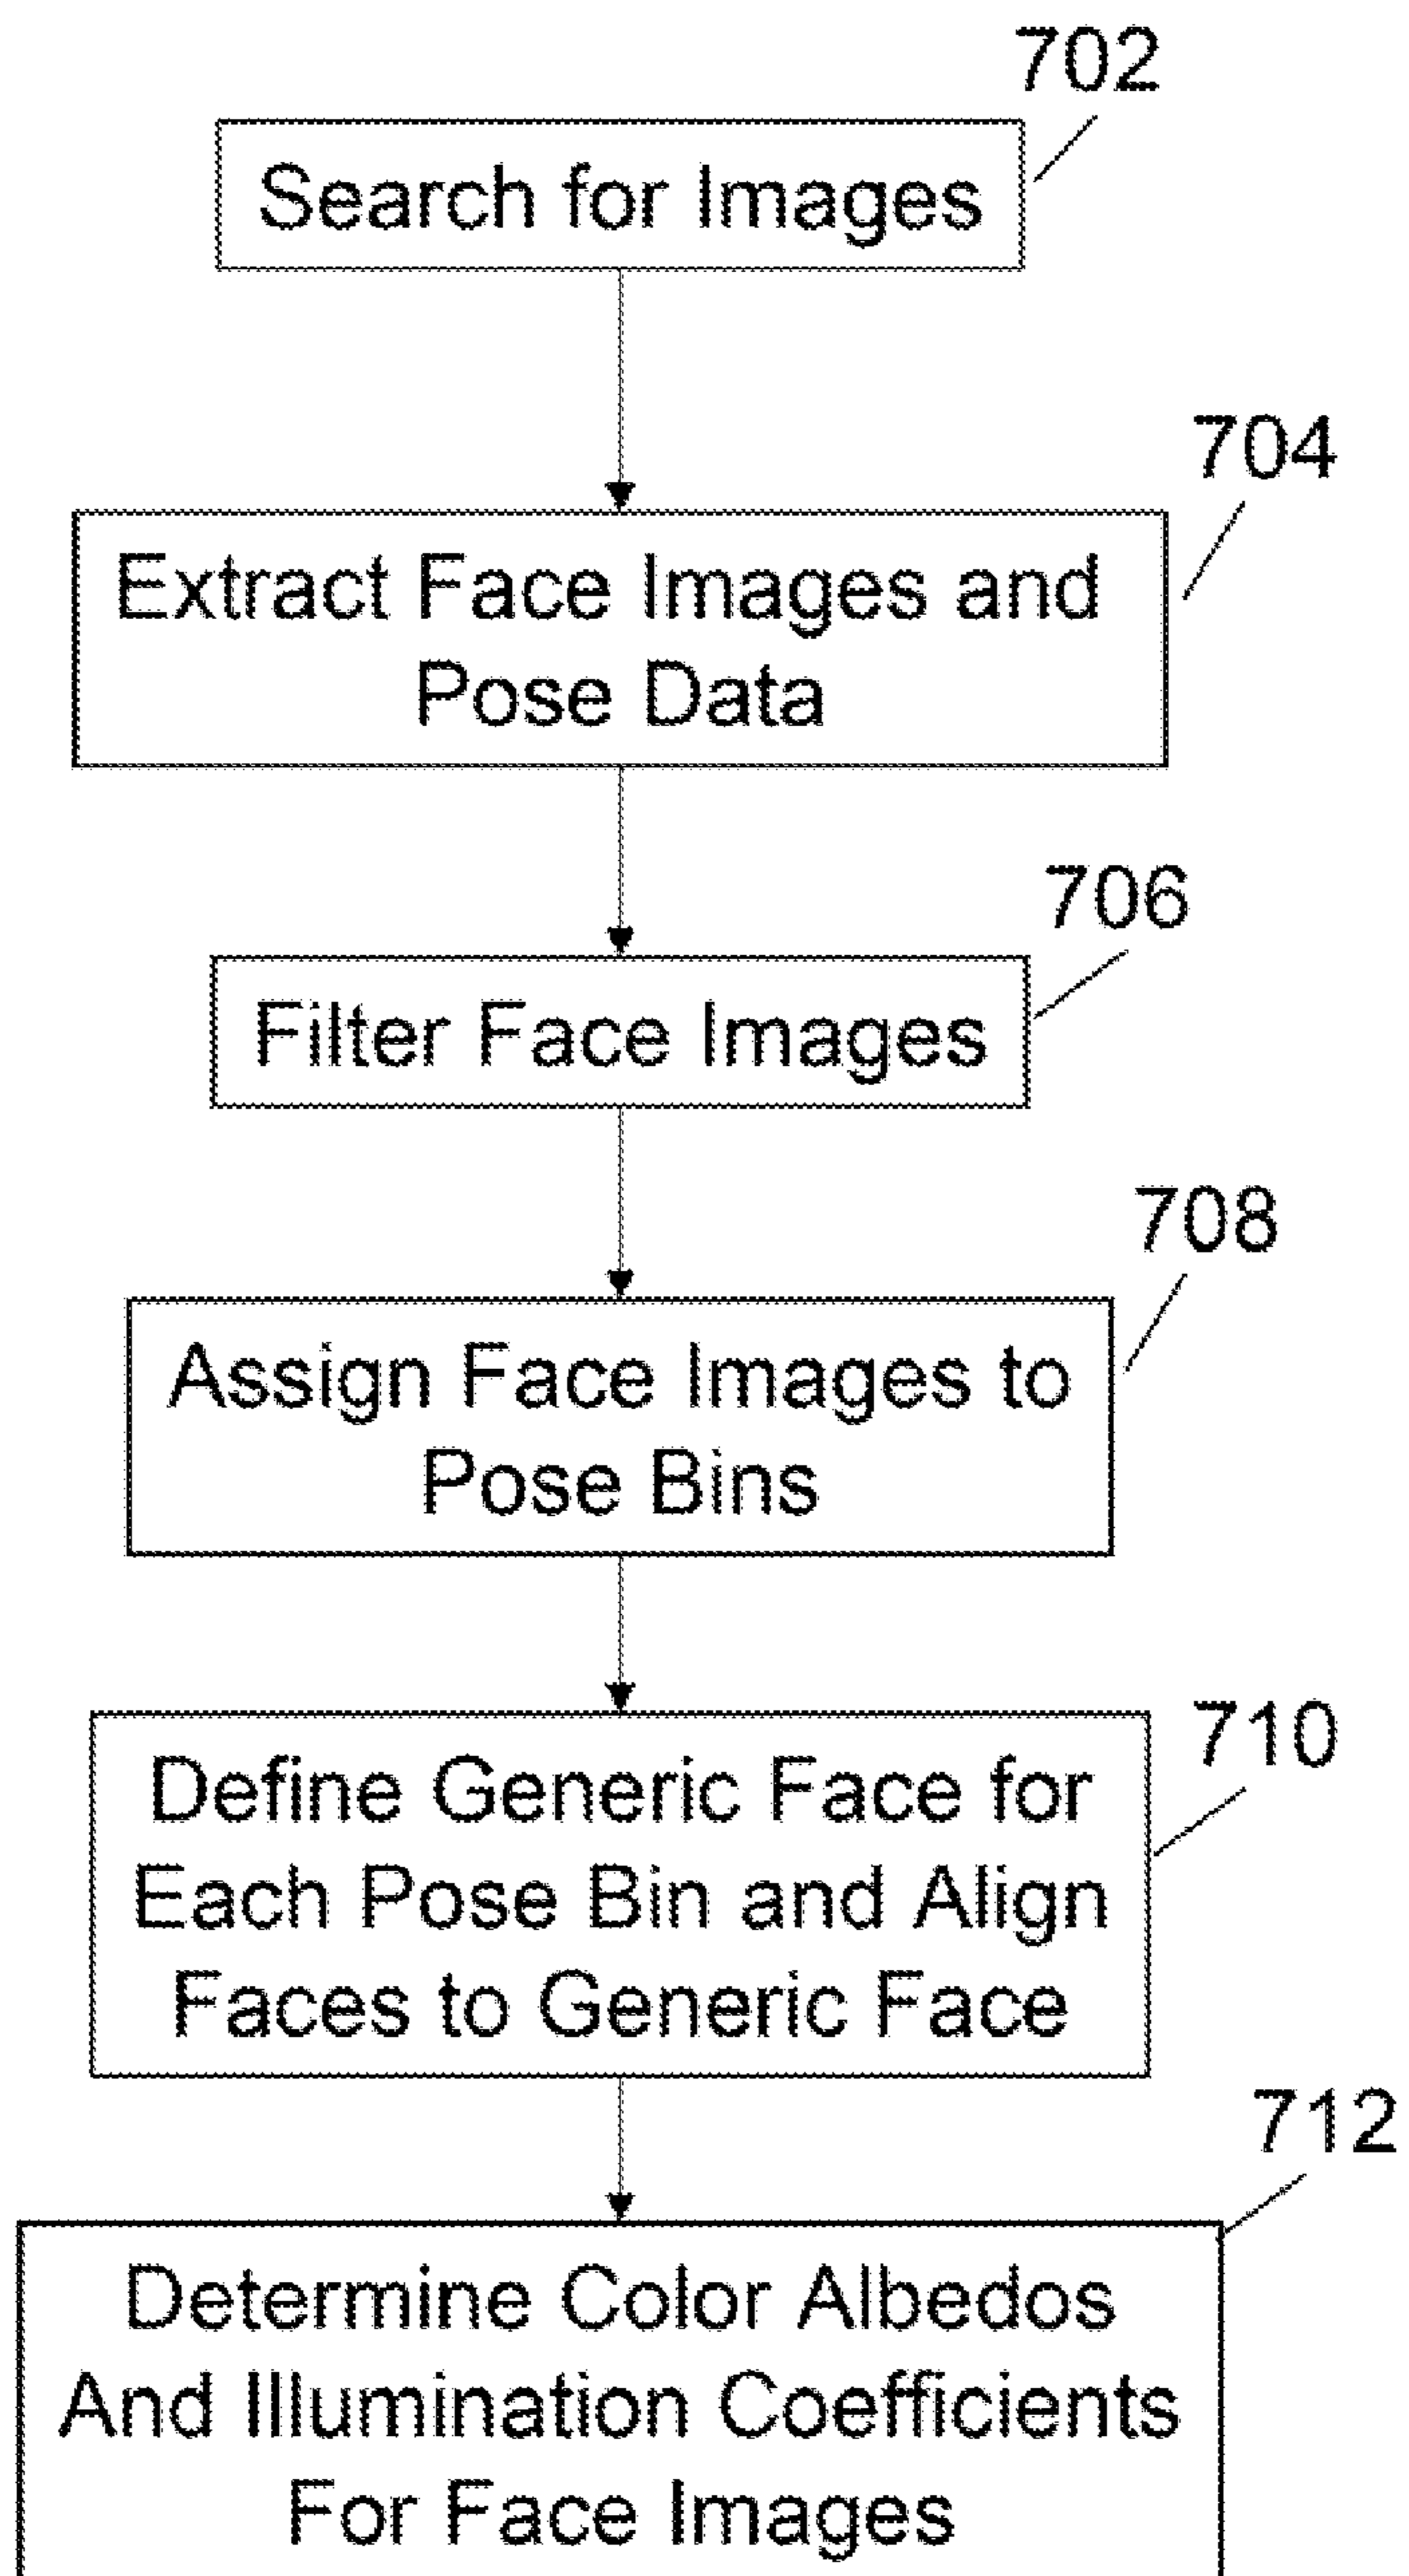 702
Search for Images
704
Extract Face Images and
Pose Data
706
Filter Face Images
708
Assign Face Images to
Pose Bins
710
Define Generic Face for
Each Pose Bin and Align
Faces to Generic Face
712
Determine Color Albedos
And Illumination Coefficients
For Face Images